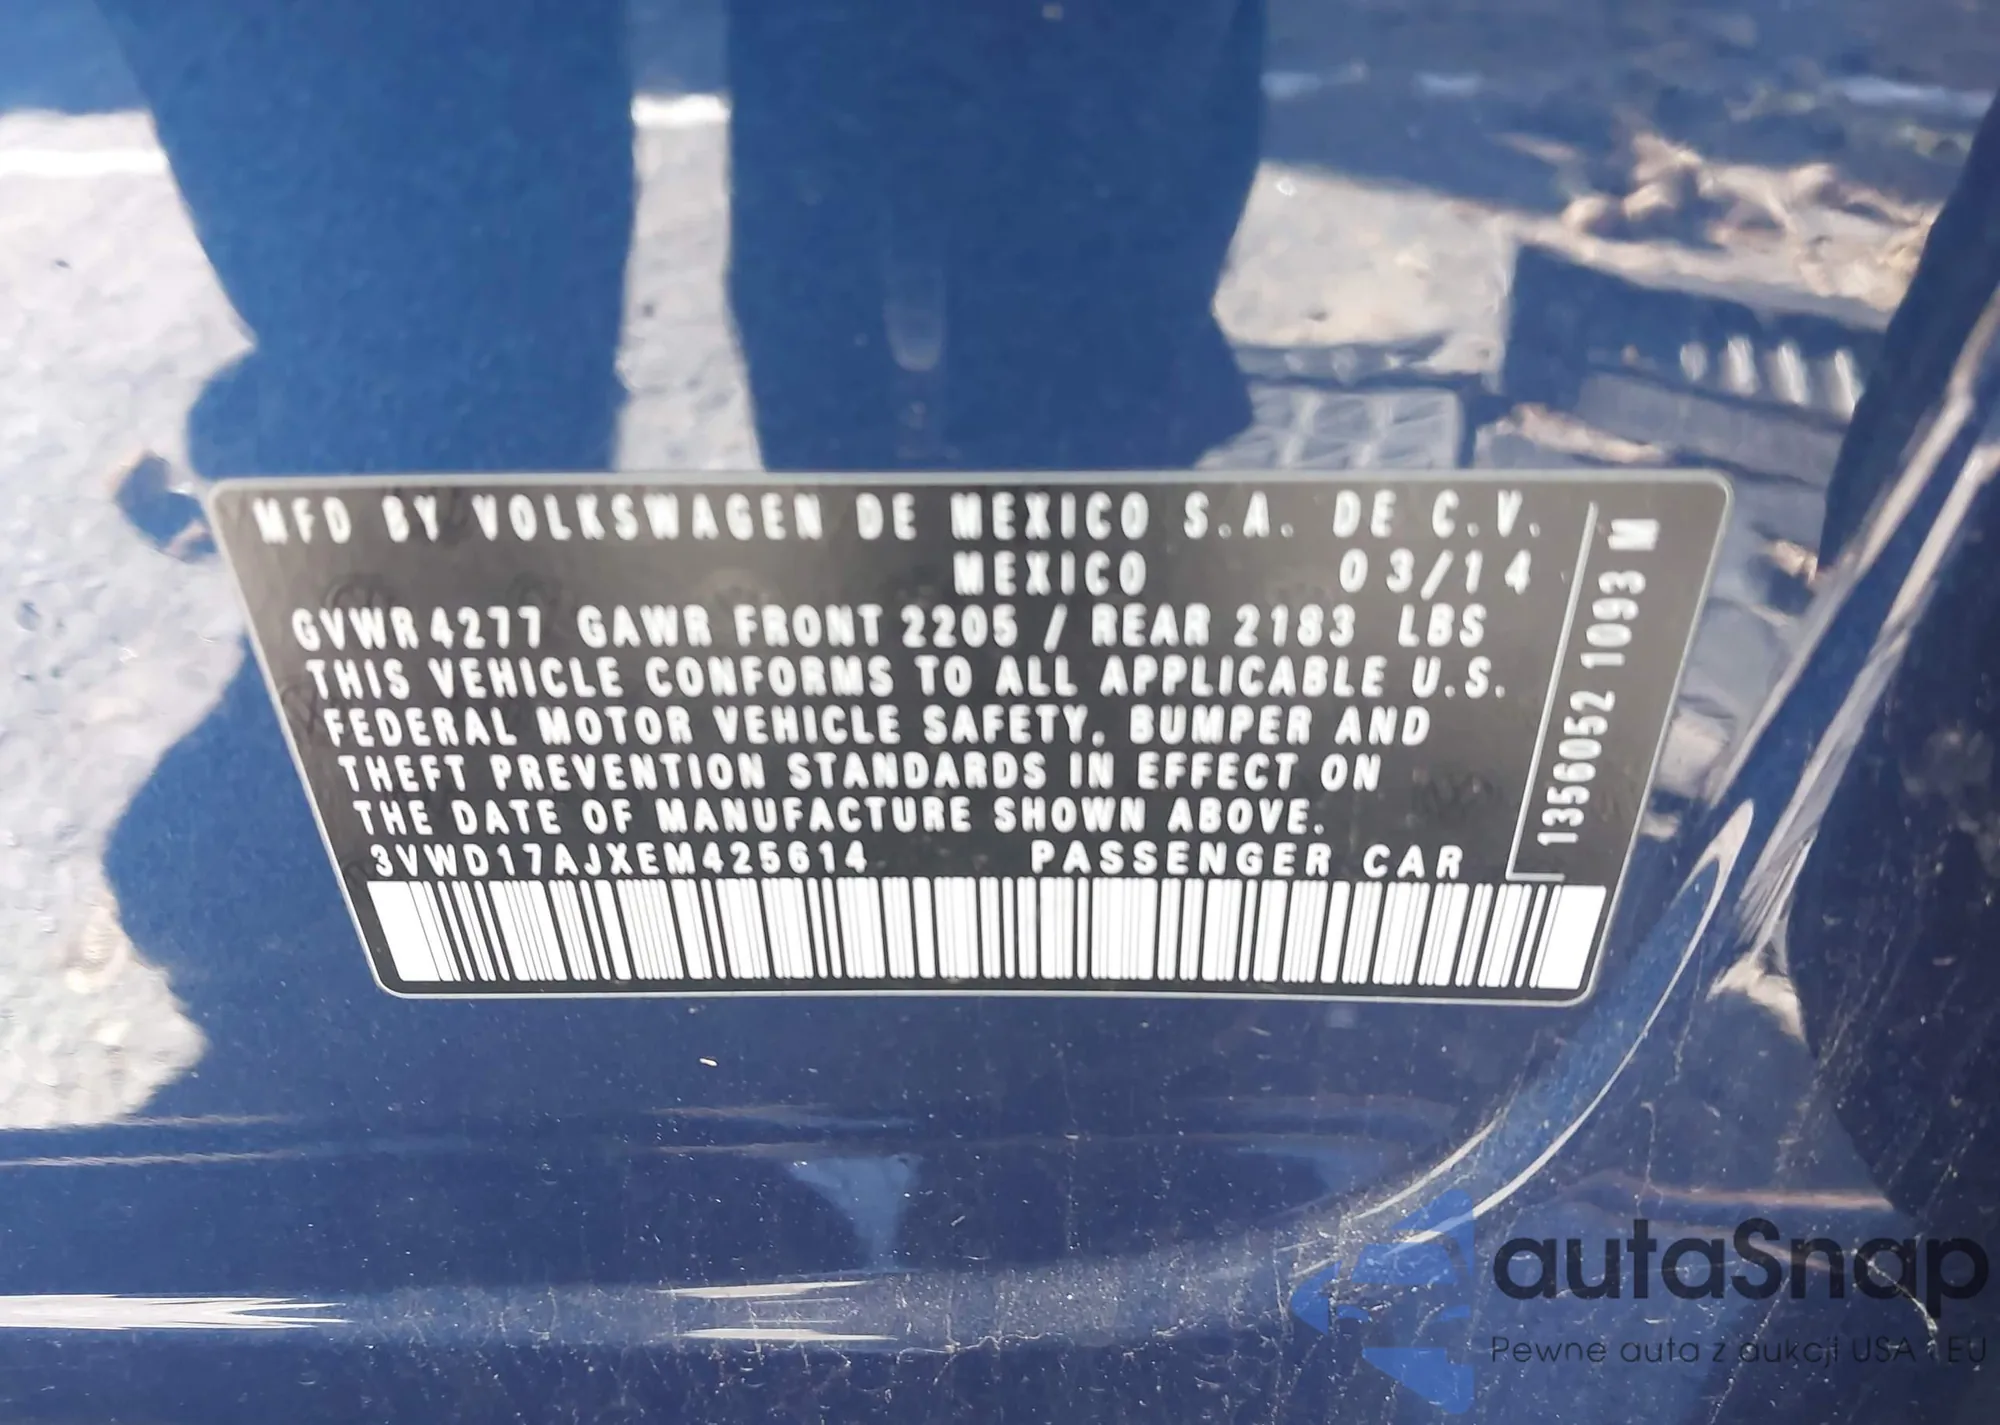 MFD BY VOLKSWAGEN DE MEXICO S.A. DE C.V.
MEXICO 03/14
GVWR 4277 GAWR FRONT 2205 / REAR 2183 LBS
THIS VEHICLE CONFORMS TO ALL APPLICABLE U.S.
FEDERAL MOTOR VEHICLE SAFETY, BUMPER AND
THEFT PREVENTION STANDARDS IN EFFECT ON
THE DATE OF MANUFACTURE SHOWN ABOVE.
3VWD17AJXEM425614 PASSENGER CAR
1356052 1093 M
autaSnap
Pewne auta z aukcji USA i EU